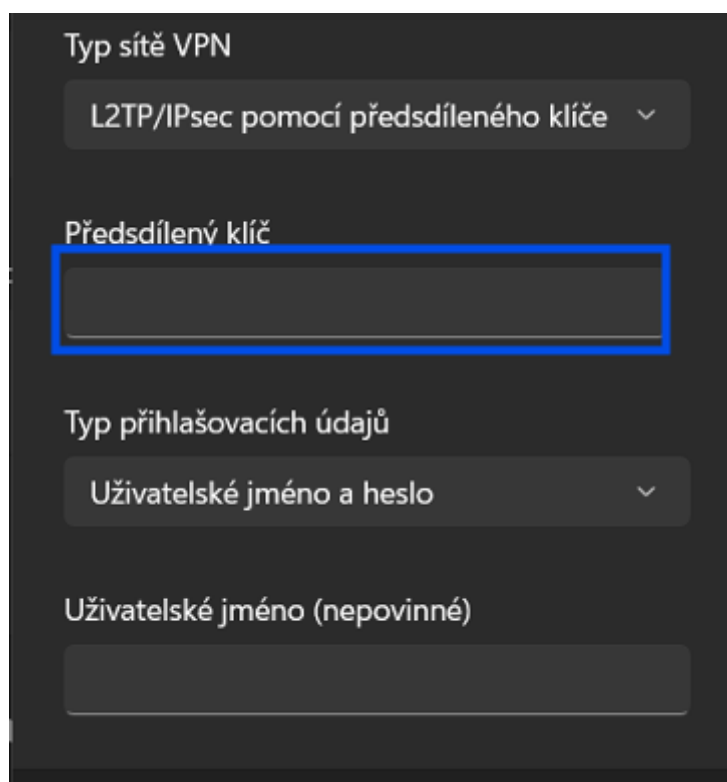 Typ sítě VPN
L2TP/IPsec pomocí předsdíleného klíče
Předsdílený klíč
Typ přihlašovacích údajů
Uživatelské jméno a heslo
Uživatelské jméno (nepovinné)